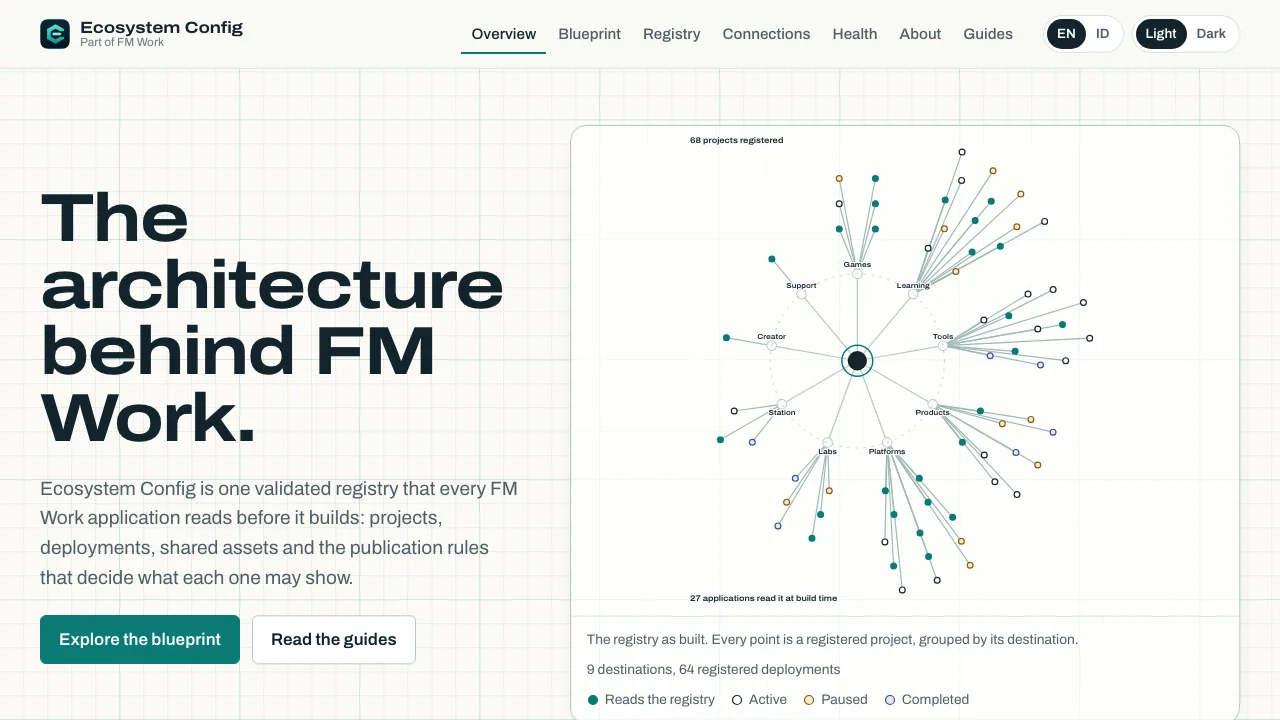 Ecosystem Config
Part of FM Work
Overview
Blueprint
Registry
Connections
Health
About
Guides
EN
ID
Light
Dark
The
architecture
behind FM
Work.
Ecosystem Config is one validated registry that every FM
Work application reads before it builds: projects,
deployments, shared assets and the publication rules
that decide what each one may show.
Explore the blueprint
Read the guides
68 projects registered
Games
Support
Learning
Creator
Tools
Station
Products
Labs
Platforms
27 applications read it at build time
The registry as built. Every point is a registered project, grouped by its destination.
9 destinations, 64 registered deployments
Reads the registry
Active
Paused
Completed